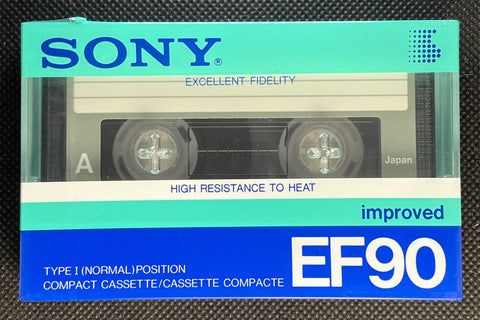 SONY®
EXCELLENT FIDELITY
A
Japan
HIGH RESISTANCE TO HEAT
improved
TYPE I (NORMAL) POSITION
COMPACT CASSETTE/CASSETTE COMPACTE
EF90